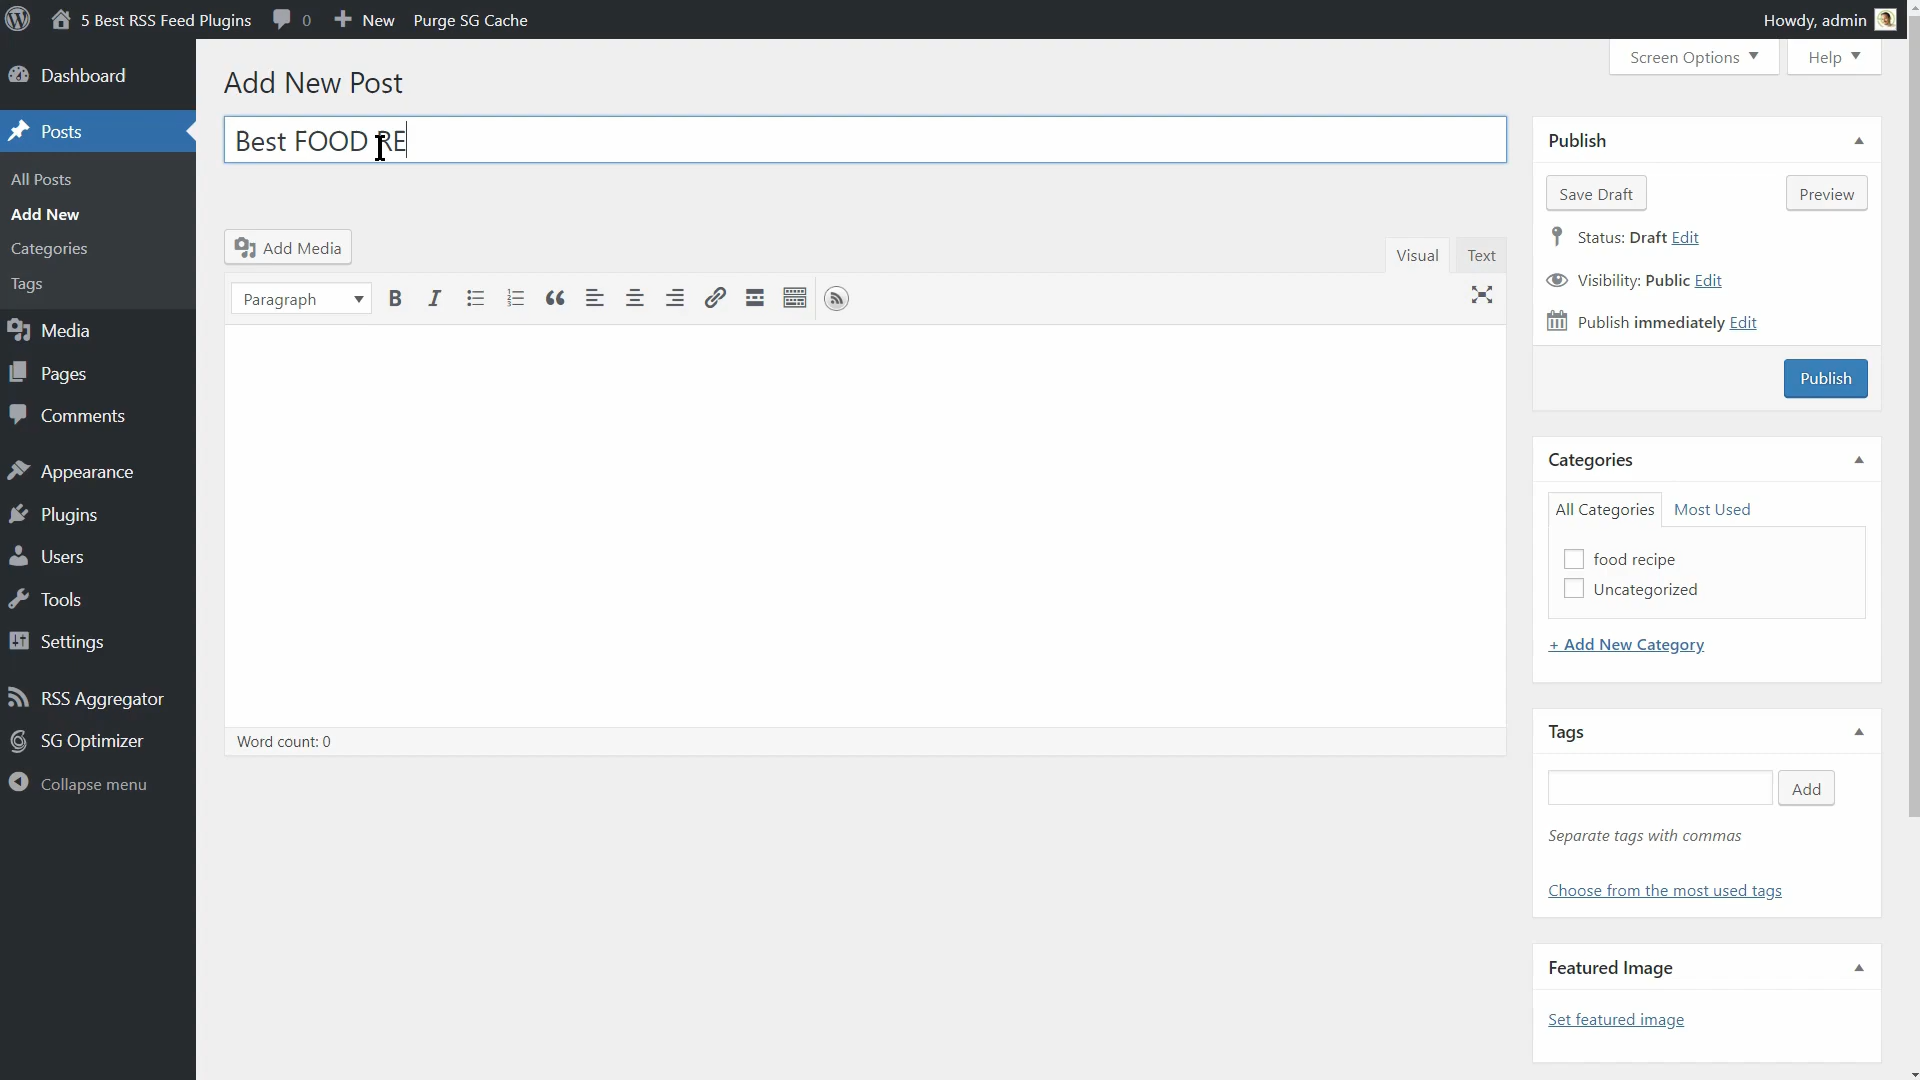 5 Best RSS Feed Plugins 0 New Purge SG Cache Howdy, admin
Screen Options Help
Dashboard
Posts
All Posts
Add New
Categories
Tags
Media
Pages
Comments
Appearance
Plugins
Users
Tools
Settings
RSS Aggregator
SG Optimizer
Collapse menu
Add New Post
Best FOOD RE
Add Media
Visual Text
Paragraph
Word count: 0
Publish
Save Draft Preview
Status: Draft Edit
Visibility: Public Edit
Publish immediately Edit
Publish
Categories
All Categories Most Used
food recipe
Uncategorized
+ Add New Category
Tags
Add
Separate tags with commas
Choose from the most used tags
Featured Image
Set featured image